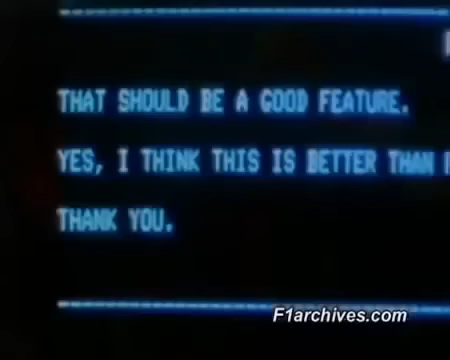 THAT SHOULD BE A GOOD FEATURE.
YES, I THINK THIS IS BETTER THAN
THANK YOU.
F1archives.com